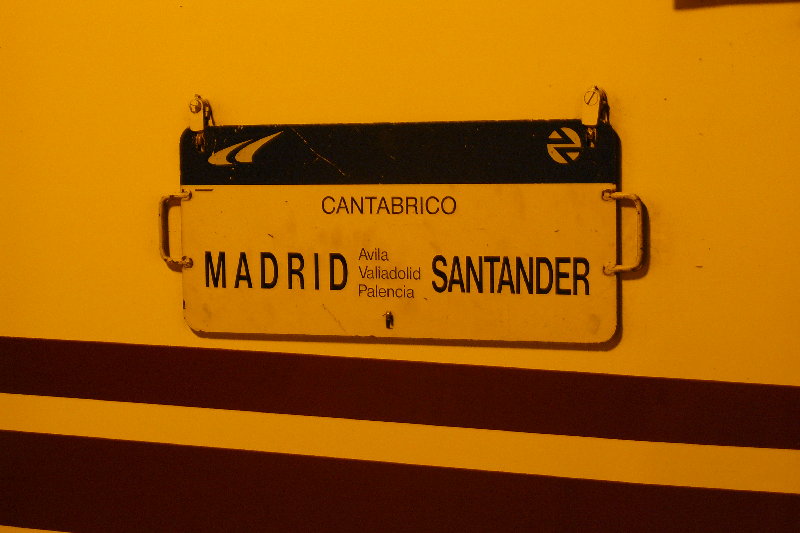 CANTABRICO
MADRID
Avila
Valladolid
Palencia
SANTANDER